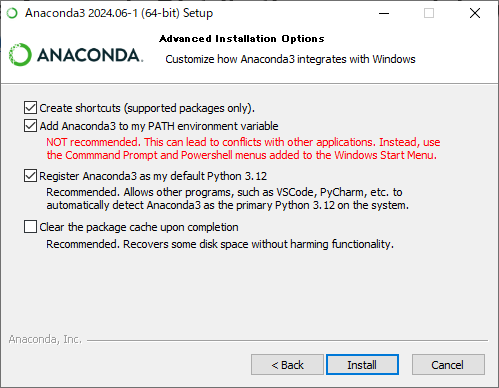 Anaconda3 2024.06-1 (64-bit) Setup
Advanced Installation Options
Customize how Anaconda3 integrates with Windows
ANACONDA.
Create shortcuts (supported packages only).
Add Anaconda3 to my PATH environment variable
NOT recommended. This can lead to conflicts with other applications. Instead, use
the Commmand Prompt and Powershell menus added to the Windows Start Menu.
Register Anaconda3 as my default Python 3.12
Recommended. Allows other programs, such as VSCode, PyCharm, etc. to
automatically detect Anaconda3 as the primary Python 3.12 on the system.
Clear the package cache upon completion
Recommended. Recovers some disk space without harming functionality.
Anaconda, Inc.
< Back
Install
Cancel